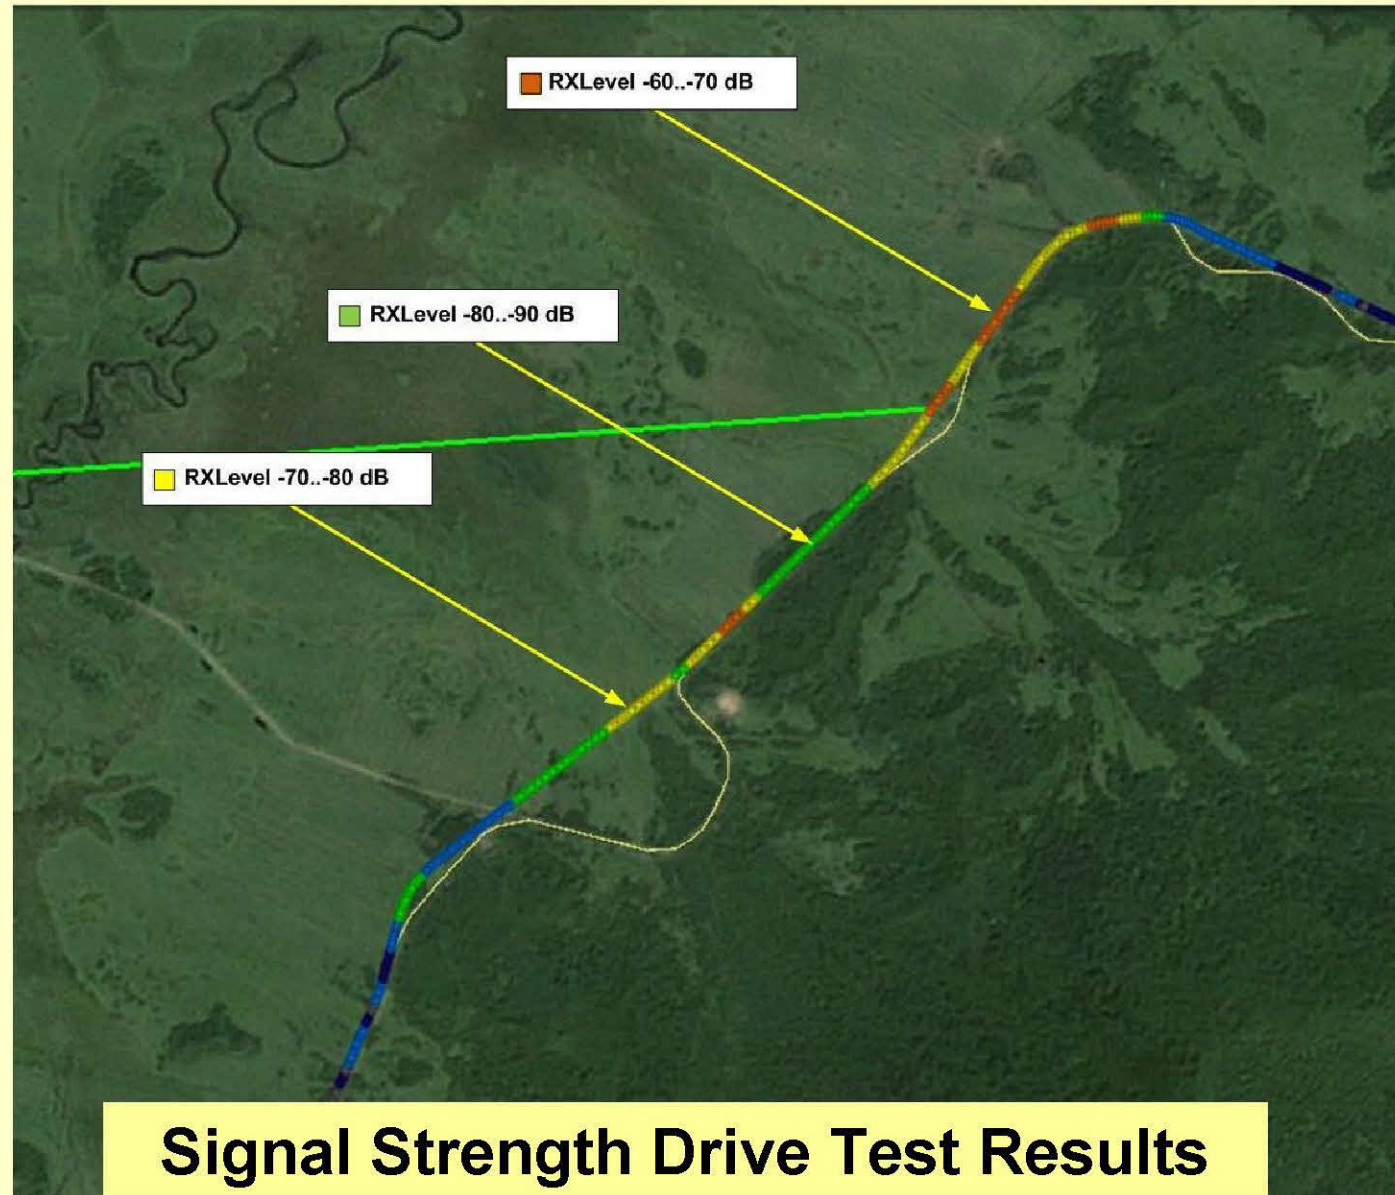 RXLevel -60..-70 dB
RXLevel -80..-90 dB
RXLevel -70..-80 dB
Signal Strength Drive Test Results